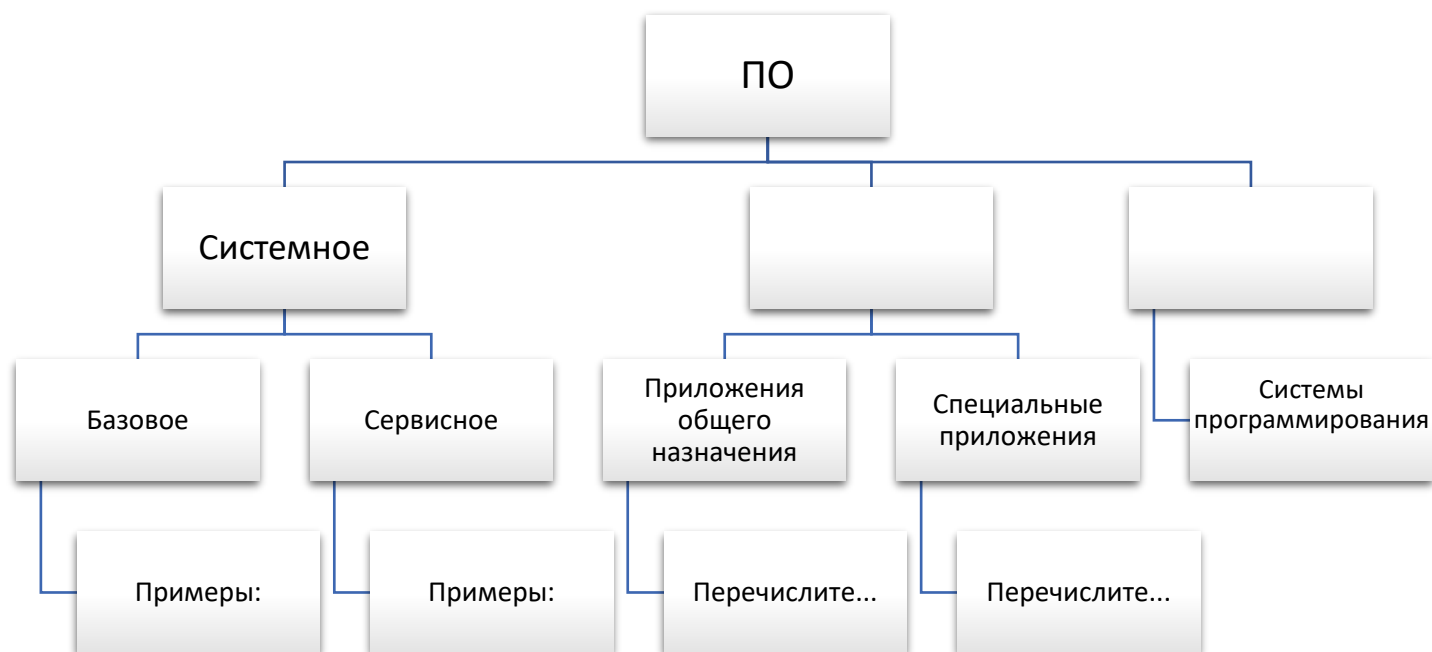 ПО
Системное
Базовое
Сервисное
Приложения
общего
назначения
Специальные
приложения
Системы
программирования
Примеры:
Примеры:
Перечислите...
Перечислите...